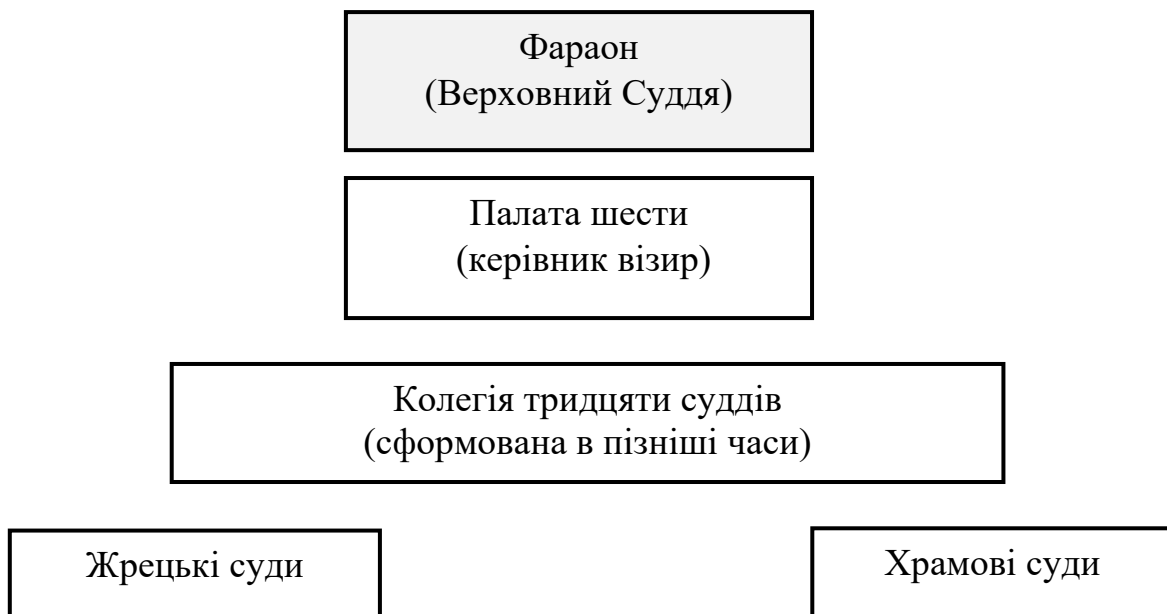 Фараон
(Верховний Суддя)
Палата шести
(керівник візир)
Колегія тридцяти суддів
(сформована в пізніші часи)
Жрецькі суди
Храмові суди